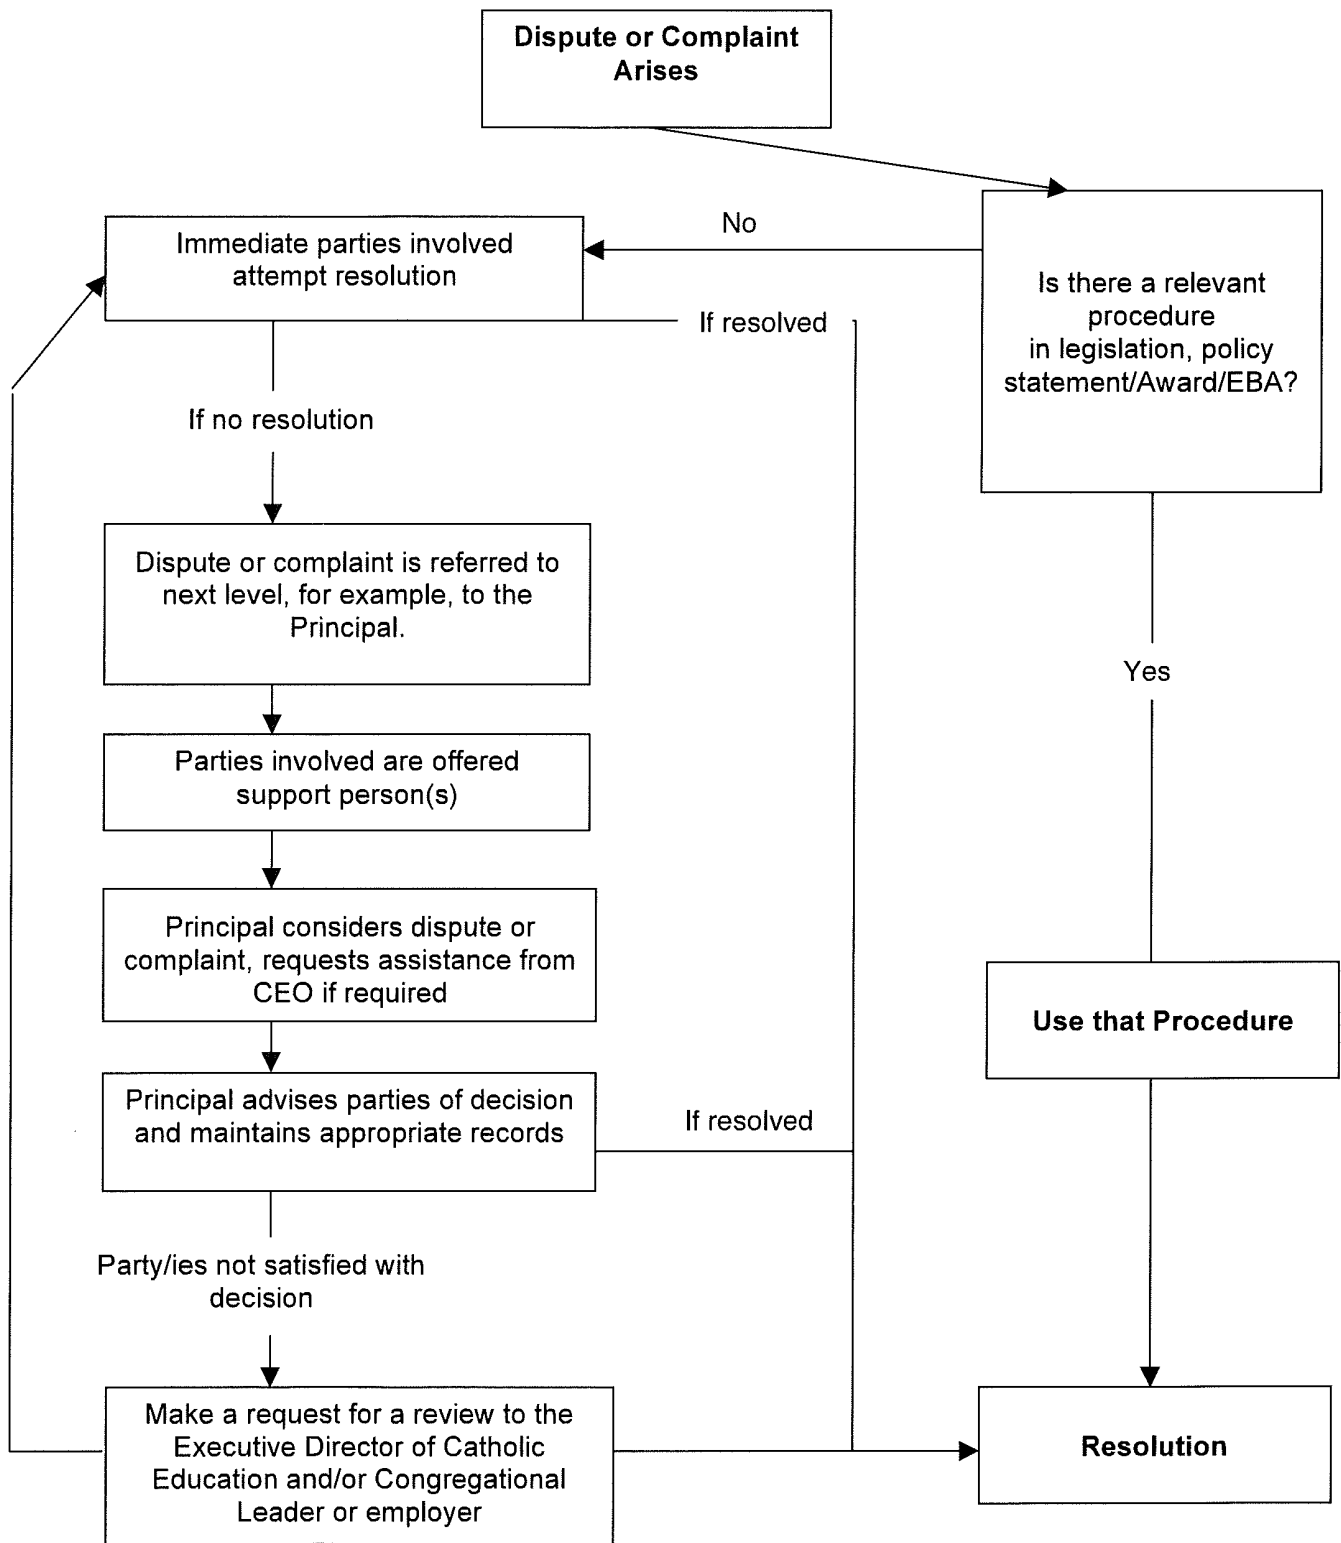 Dispute or Complaint
Arises
No
Immediate parties involved
attempt resolution
Is there a relevant
procedure
in legislation, policy
statement/Award/EBA?
If resolved
If no resolution
Dispute or complaint is referred to
next level, for example, to the
Principal.
Yes
Parties involved are offered
support person(s)
Principal considers dispute or
complaint, requests assistance from
CEO if required
Use that Procedure
Principal advises parties of decision
and maintains appropriate records
If resolved
Party/ies not satisfied with
decision
Make a request for a review to the
Executive Director of Catholic
Education and/or Congregational
Leader or employer
Resolution